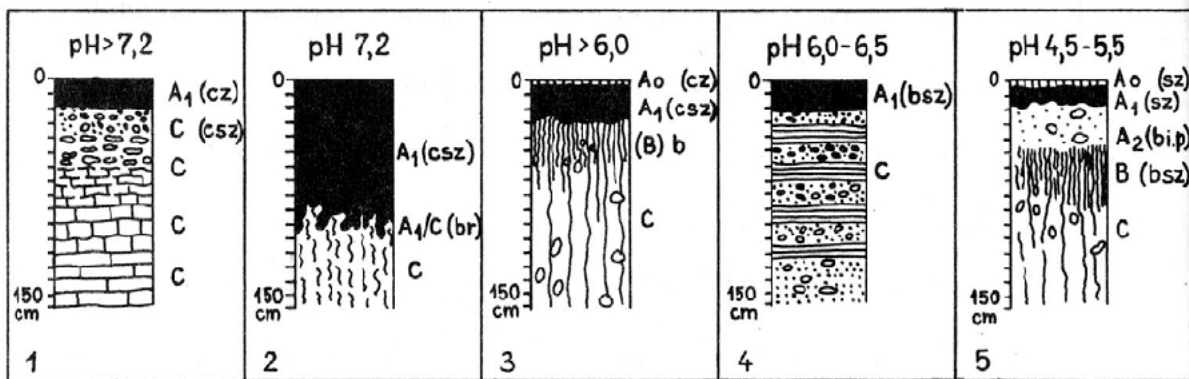 pH>7,2
0
A₁ (cz)
C (csz)
C
C
C
150
cm
1
pH 7,2
0
A₁(csz)
A₁/C (br)
C
150
cm
2
pH >6,0
0
A₀ (cz)
A₁(csz)
(B) b
C
150
cm
3
pH 6,0-6,5
0
A₁(bsz)
C
150
cm
4
pH 4,5-5,5
0
A₀ (sz)
A₁ (sz)
A₂(bi.p)
B (bsz)
C
150
cm
5